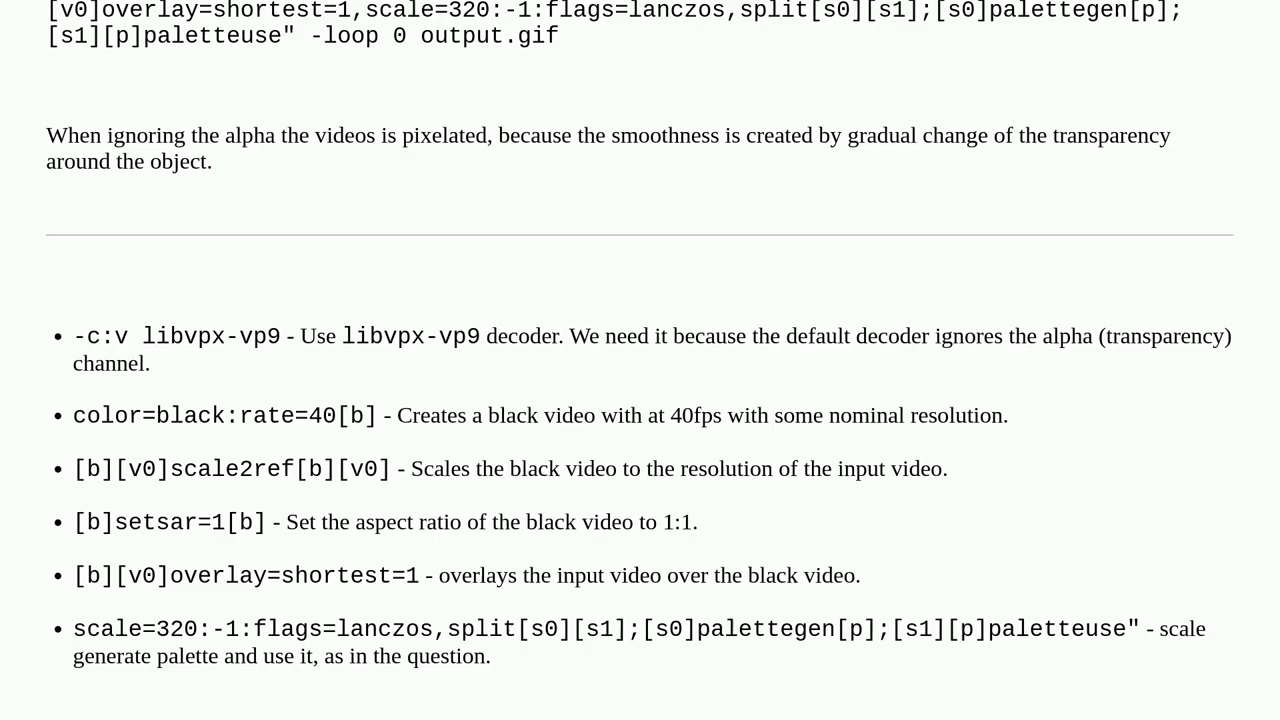 [v0]overlay=shortest=1,scale=320:-1:flags=lanczos,split[s0][s1];[s0]palettegen[p];
[s1][p]paletteuse" -loop 0 output.gif
When ignoring the alpha the videos is pixelated, because the smoothness is created by gradual change of the transparency
around the object.
• -c:v libvpx-vp9 - Use libvpx-vp9 decoder. We need it because the default decoder ignores the alpha (transparency)
channel.
• color=black:rate=40[b] - Creates a black video with at 40fps with some nominal resolution.
• [b][v0]scale2ref[b][v0] - Scales the black video to the resolution of the input video.
• [b]setsar=1[b] - Set the aspect ratio of the black video to 1:1.
• [b][v0]overlay=shortest=1 - overlays the input video over the black video.
• scale=320:-1:flags=lanczos,split[s0][s1];[s0]palettegen[p];[s1][p]paletteuse" - scale
generate palette and use it, as in the question.